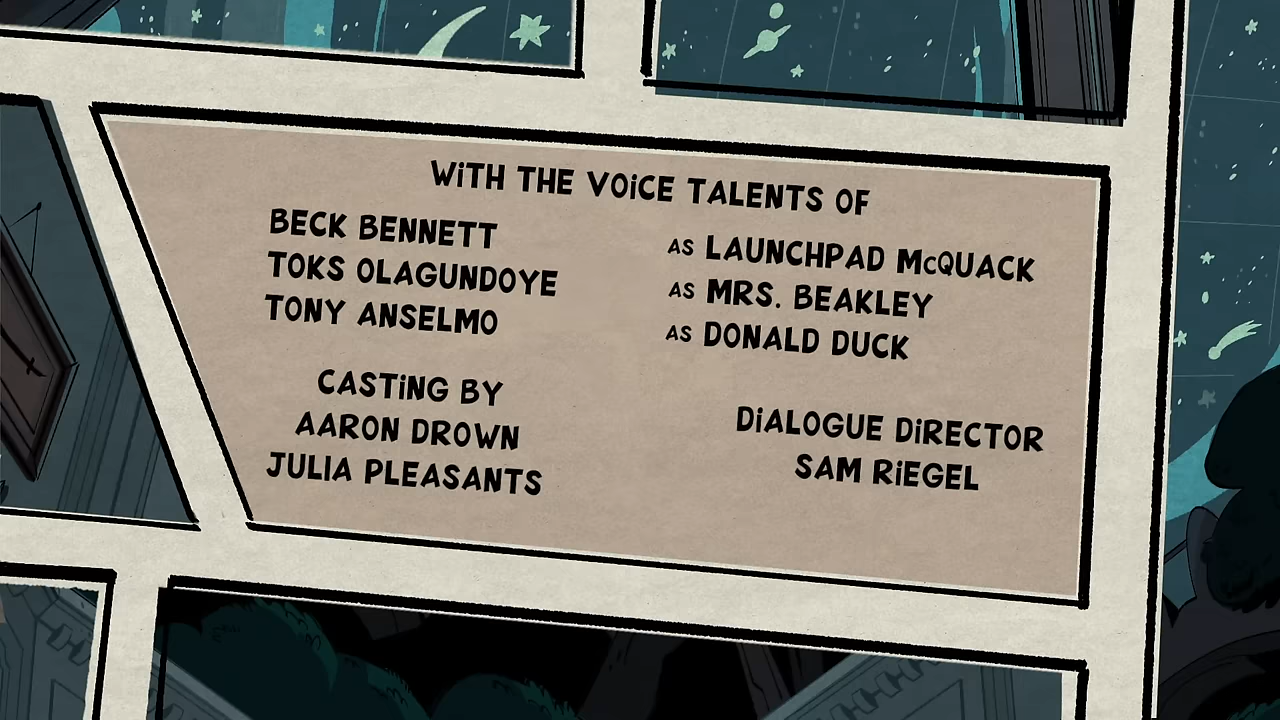 WITH THE VOICE TALENTS OF
BECK BENNETT as LAUNCHPAD McQUACK
TOKS OLAGUNDOYE as MRS. BEAKLEY
TONY ANSELMO as DONALD DUCK
CASTING BY
AARON DROWN
JULIA PLEASANTS
DIALOGUE DIRECTOR
SAM RIEGEL